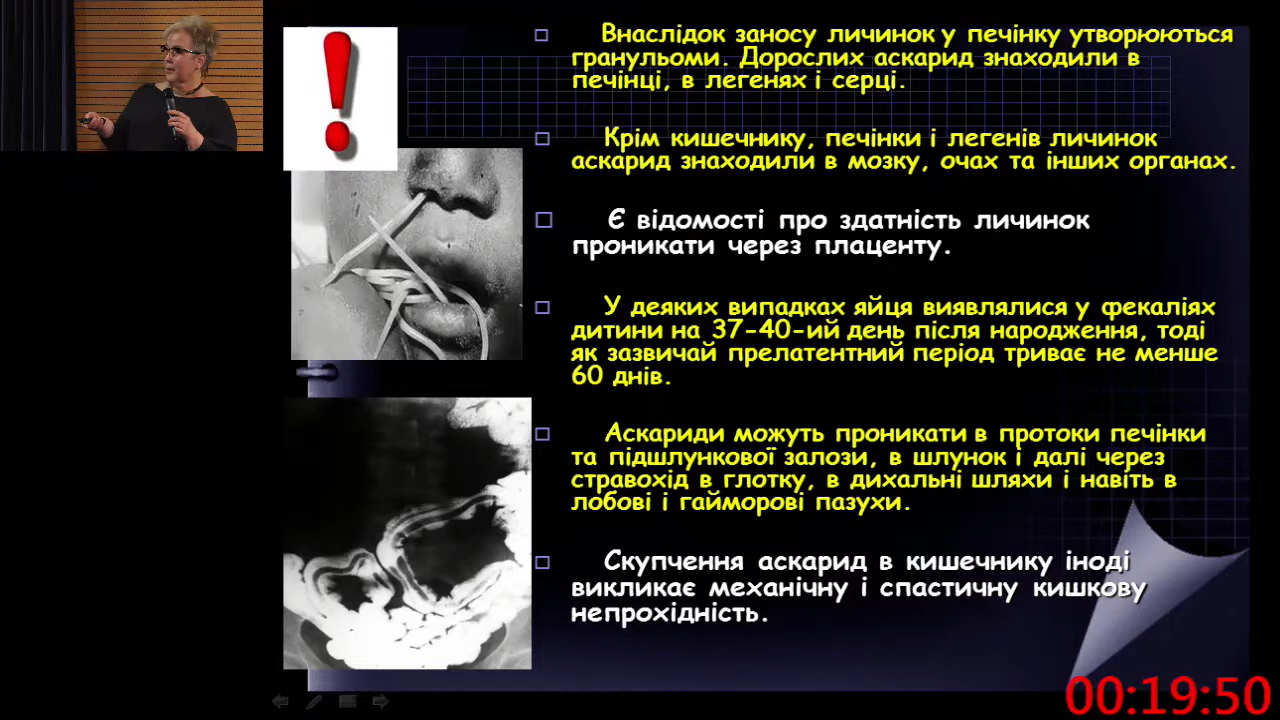 Внаслідок заносу личинок у печінку утворюються
гранульоми. Дорослих аскарид знаходили в
печінці, в легенях і серці.
Крім кишечнику, печінки і легенів личинок
аскарид знаходили в мозку, очах та інших органах.
Є відомості про здатність личинок
проникати через плаценту.
У деяких випадках яйця виявлялися у фекаліях
дитини на 37-40-ий день після народження, тоді
як зазвичай прелатентний період триває не менше
60 днів.
Аскариди можуть проникати в протоки печінки
та підшлункової залози, в шлунок і далі через
стравохід в глотку, в дихальні шляхи і навіть в
лобові і гайморові пазухи.
Скупчення аскарид в кишечнику іноді
викликає механічну і спастичну кишкову
непрохідність.
00:19:50